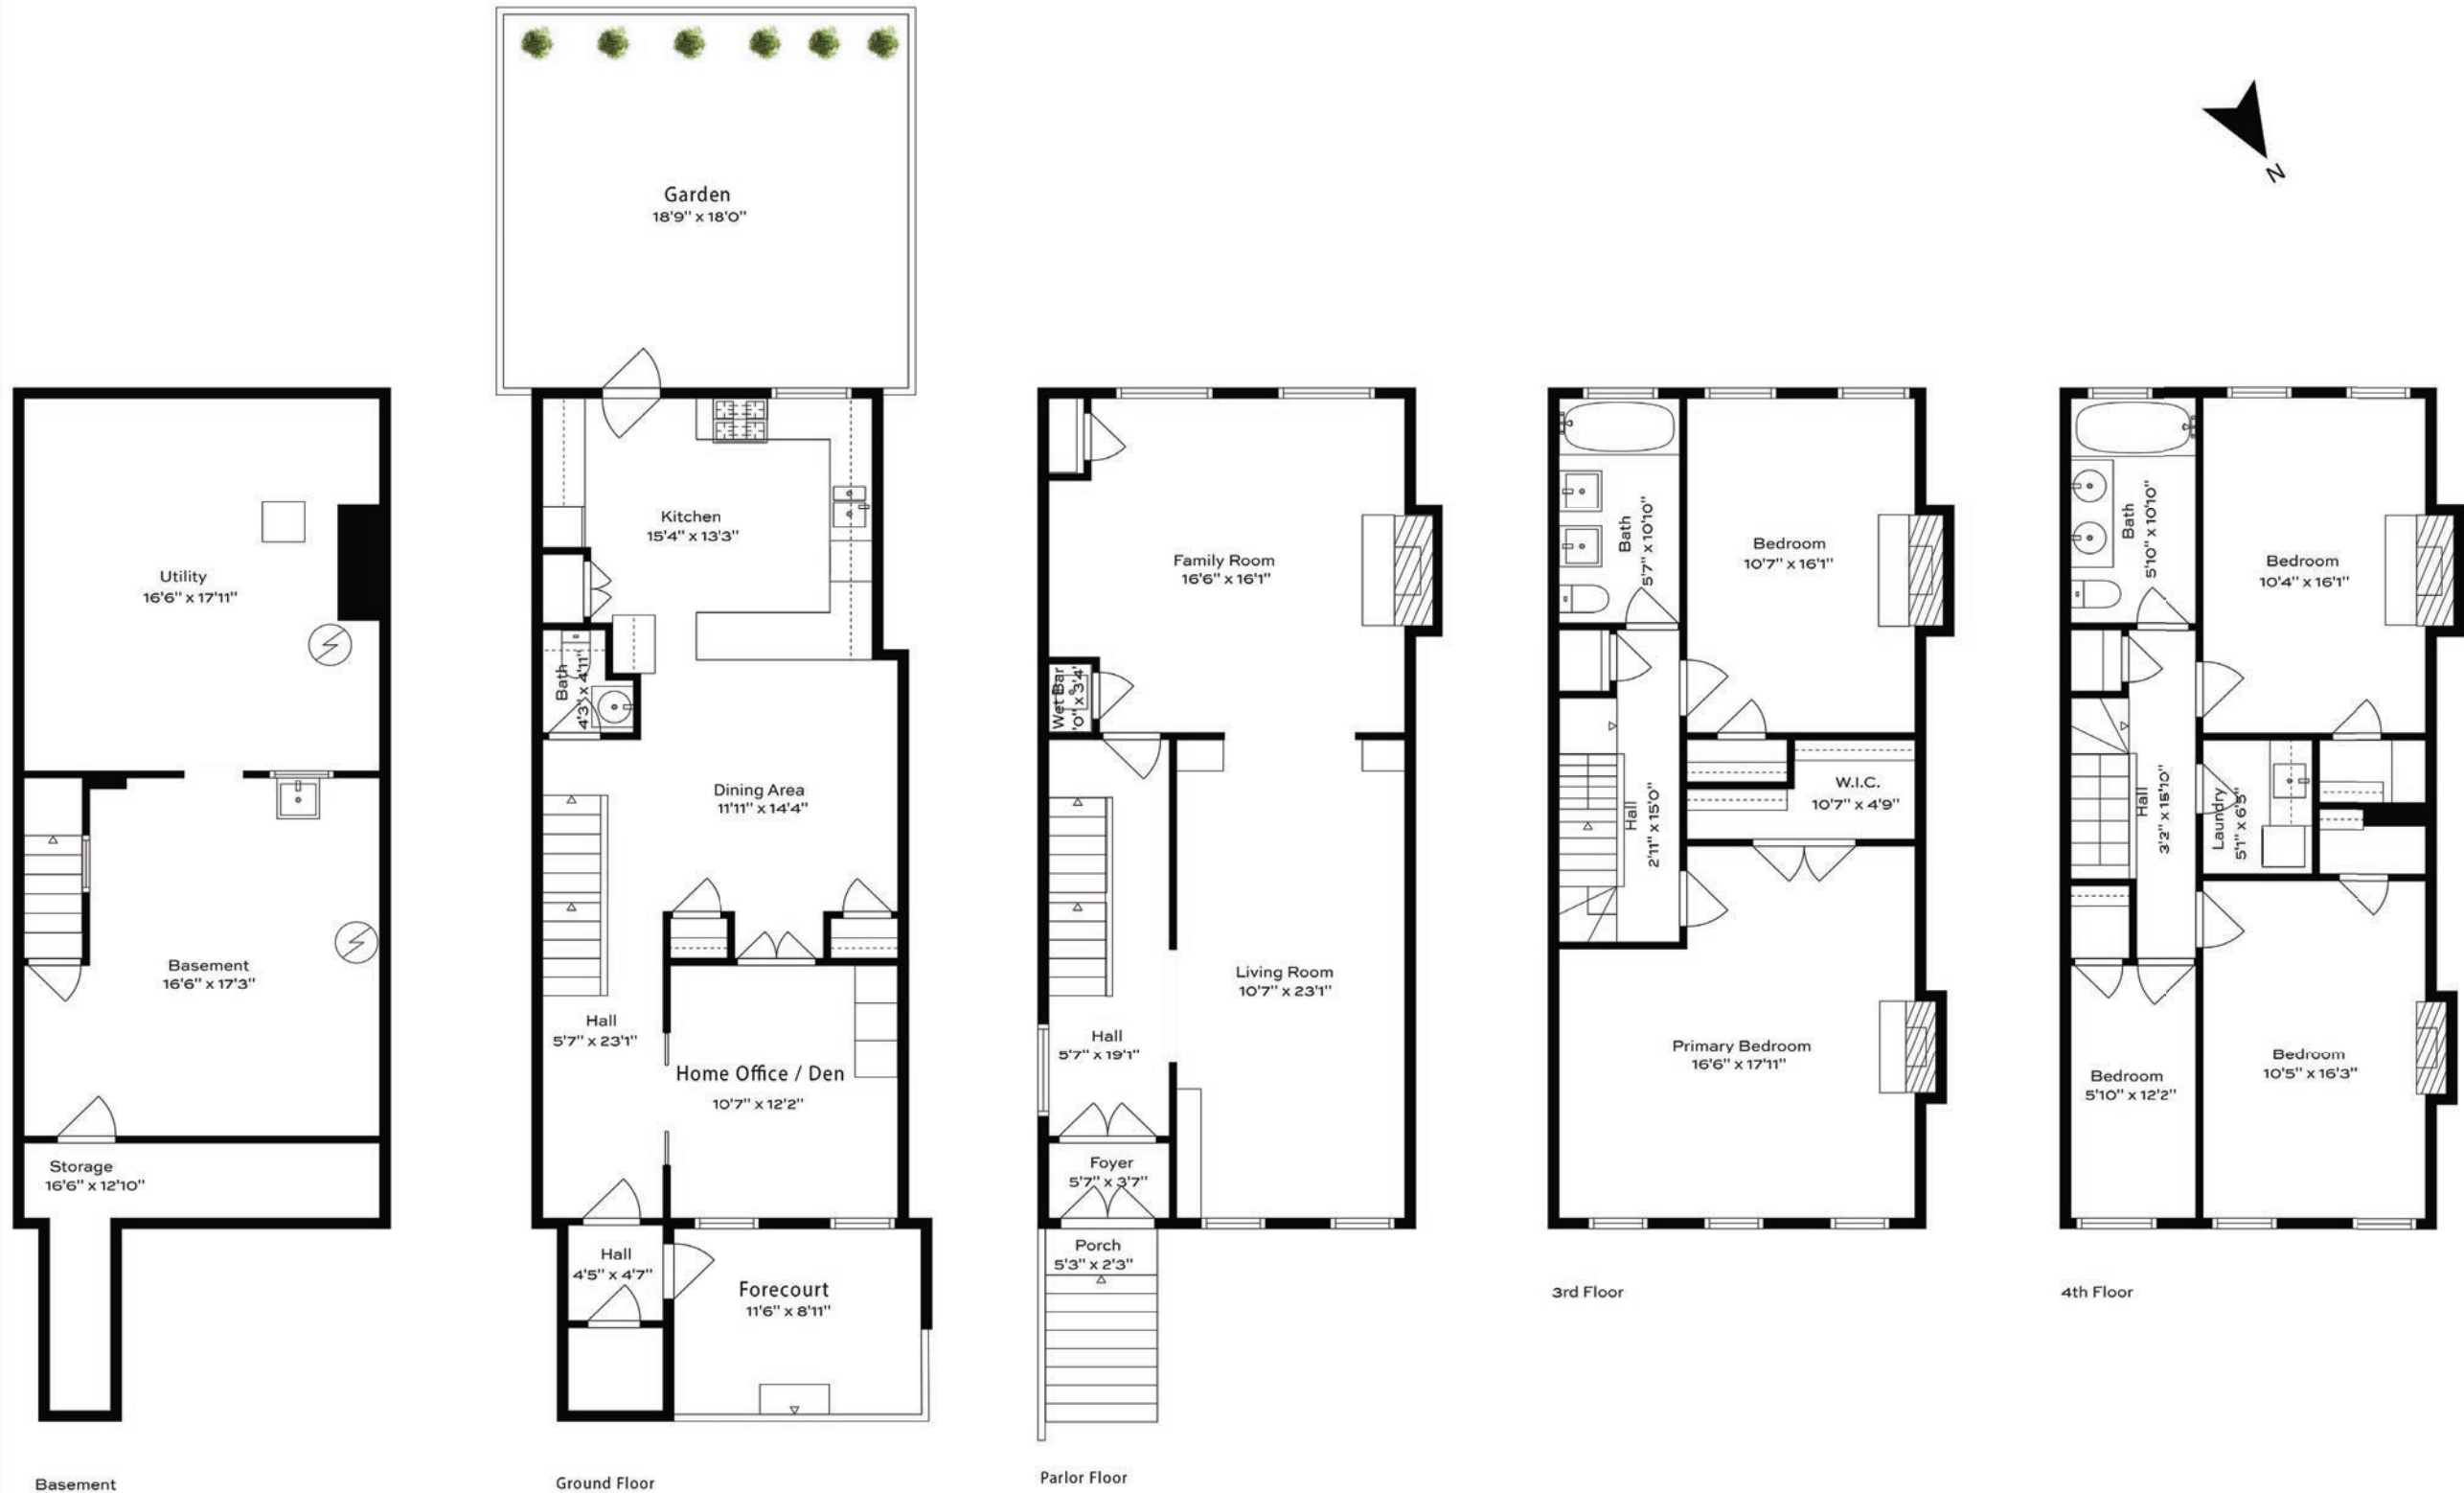 N
Utility
16'6" x 17'11"
Basement
16'6" x 17'3"
Storage
16'6" x 12'10"
Basement
Garden
18'9" x 18'0"
Kitchen
15'4" x 13'3"
Bath
4'3" x 4'11"
Dining Area
11'11" x 14'4"
Hall
5'7" x 23'1"
Home Office / Den
10'7" x 12'2"
Hall
4'5" x 4'7"
Forecourt
11'6" x 8'11"
Ground Floor
Family Room
16'6" x 16'1"
Wet Bar
'0" x 3'4'
Living Room
10'7" x 23'1"
Hall
5'7" x 19'1"
Foyer
5'7" x 3'7"
Porch
5'3" x 2'3"
Parlor Floor
Bath
5'7" x 10'10"
Bedroom
10'7" x 16'1"
W.I.C.
10'7" x 4'9"
Hall
2'11" x 15'0"
Primary Bedroom
16'6" x 17'11"
3rd Floor
Bath
5'10" x 10'10"
Bedroom
10'4" x 16'1"
Hall
3'2" x 15'10"
Laundry
5'1" x 6'5"
Bedroom
5'10" x 12'2"
Bedroom
10'5" x 16'3"
4th Floor